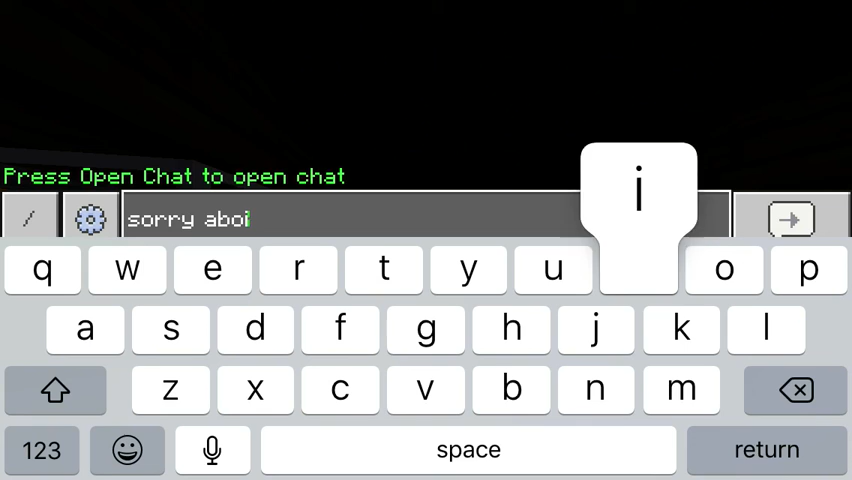 Press Open Chat to open chat
/ sorry aboi
i
q w e r t y u o p
a s d f g h j k l
z x c v b n m
123 space return